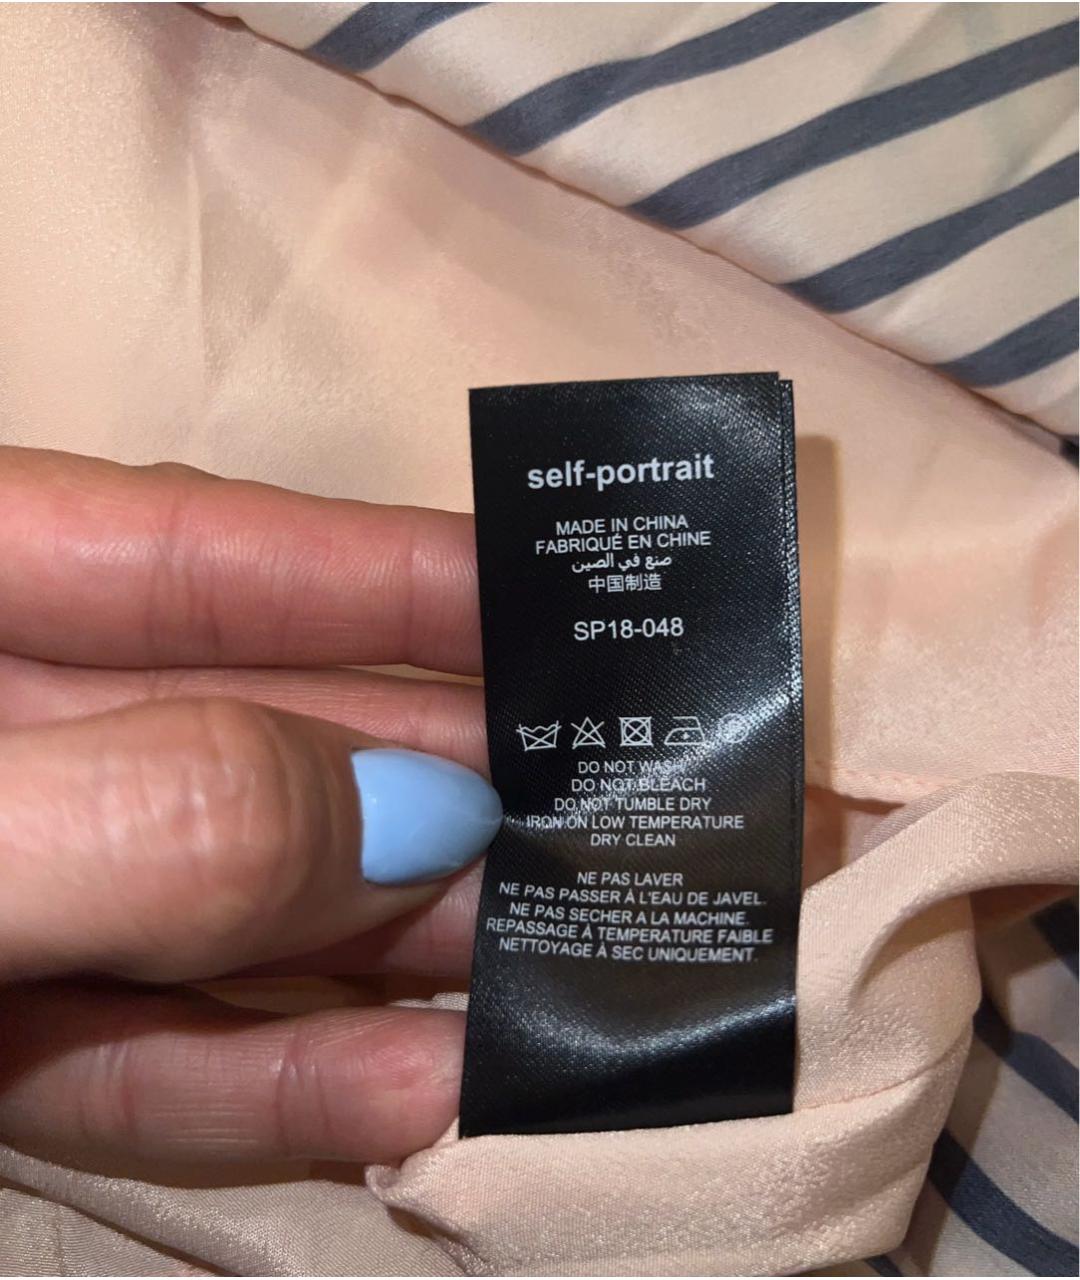 self-portrait
MADE IN CHINA
FABRIQUÉ EN CHINE
صنع في الصين
中国制造
SP18-048
DO NOT WASH
DO NOT BLEACH
DO NOT TUMBLE DRY
IRON ON LOW TEMPERATURE
DRY CLEAN
NE PAS LAVER
NE PAS PASSER À L'EAU DE JAVEL.
NE PAS SECHER A LA MACHINE.
REPASSAGE À TEMPERATURE FAIBLE
NETTOYAGE À SEC UNIQUEMENT.